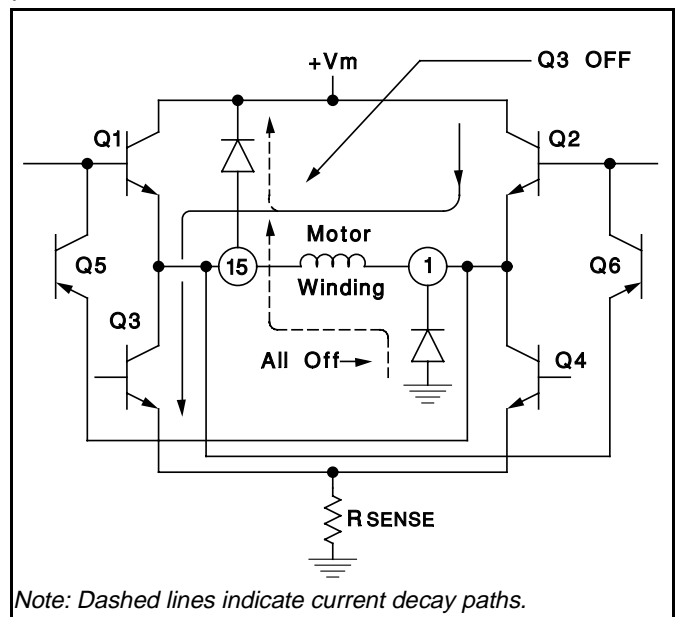 +Vm
Q3 OFF
Q1
Q2
Motor
15
1
Winding
Q5
Q6
Q3
Q4
All Off
RSENSE
Note: Dashed lines indicate current decay paths.